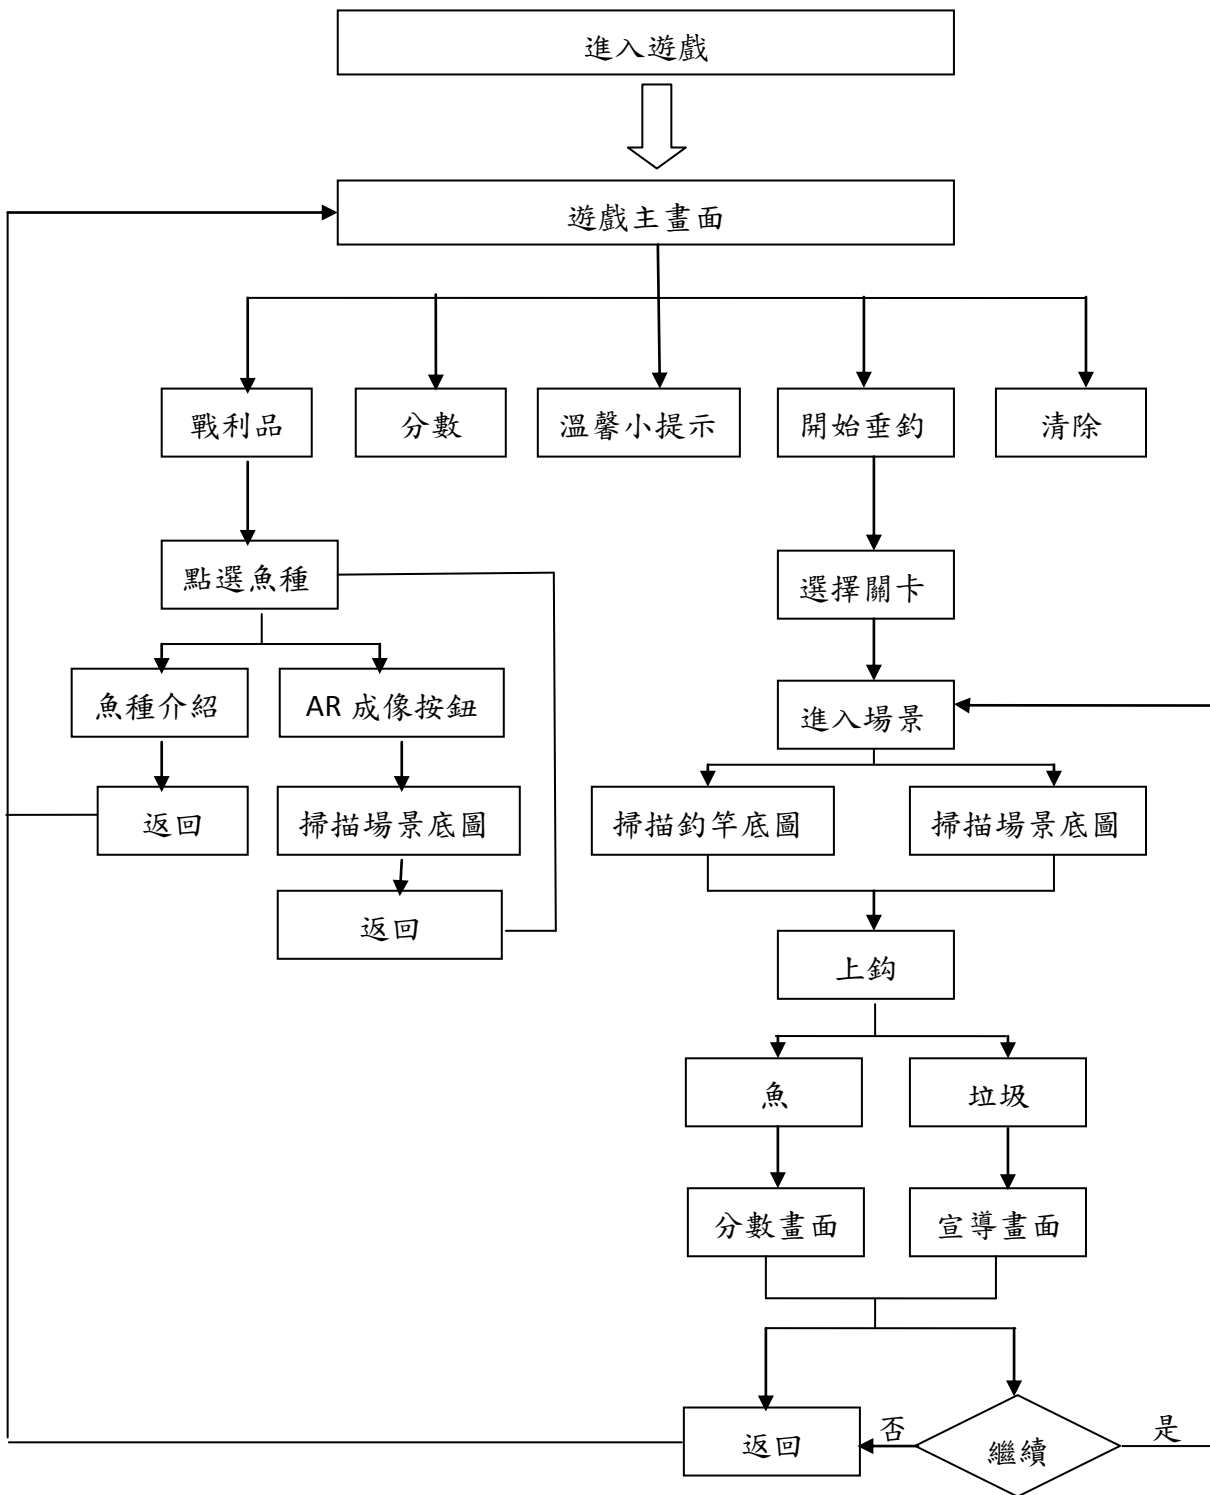 進入遊戲
遊戲主畫面
戰利品
分數
溫馨小提示
開始垂釣
清除
點選魚種
選擇關卡
魚種介紹
AR 成像按鈕
進入場景
返回
掃描場景底圖
掃描釣竿底圖
掃描場景底圖
返回
上鈎
魚
垃圾
分數畫面
宣導畫面
返回
否
繼續
是